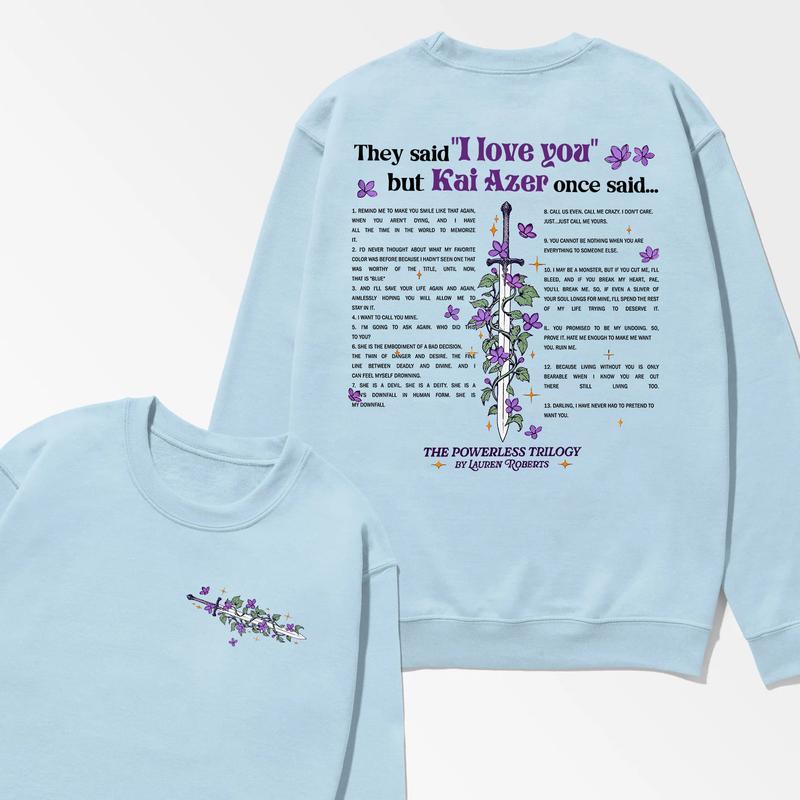 They said "I love you"
but Kai Azer once said...
1. REMIND ME TO MAKE YOU SMILE LIKE THAT AGAIN,
WHEN YOU AREN'T DYING, AND I HAVE
ALL THE TIME IN THE WORLD TO MEMORIZE
IT.
2. I'D NEVER THOUGHT ABOUT WHAT MY FAVORITE
COLOR WAS BEFORE BECAUSE I HADN'T SEEN ONE THAT
WAS WORTHY OF THE TITLE, UNTIL NOW,
THAT IS "BLUE"
3. AND I'LL SAVE YOUR LIFE AGAIN AND AGAIN,
AIMLESSLY HOPING YOU WILL ALLOW ME TO
STAY IN IT.
4. I WANT TO CALL YOU MINE.
5. I'M GOING TO ASK AGAIN. WHO DID THIS
TO YOU?
6. SHE IS THE EMBODIMENT OF A BAD DECISION.
THE TWIN OF DANGER AND DESIRE. THE FINE
LINE BETWEEN DEADLY AND DIVINE. AND I
CAN FEEL MYSELF DROWNING.
7. SHE IS A DEVIL. SHE IS A DEITY. SHE IS A
DOWNFALL IN HUMAN FORM. SHE IS
MY DOWNFALL
8. CALL US EVEN. CALL ME CRAZY. I DON'T CARE.
JUST...JUST CALL ME YOURS.
9. YOU CANNOT BE NOTHING WHEN YOU ARE
EVERYTHING TO SOMEONE ELSE.
10. I MAY BE A MONSTER, BUT IF YOU CUT ME, I'LL
BLEED, AND IF YOU BREAK MY HEART, PAE,
YOU'LL BREAK ME. SO, IF EVEN A SLIVER OF
YOUR SOUL LONGS FOR MINE, I'LL SPEND THE REST
OF MY LIFE TRYING TO DESERVE IT.
11. YOU PROMISED TO BE MY UNDOING. SO,
PROVE IT. HATE ME ENOUGH TO MAKE ME WANT
YOU. RUIN ME.
12. BECAUSE LIVING WITHOUT YOU IS ONLY
BEARABLE WHEN I KNOW YOU ARE OUT
THERE STILL LIVING TOO.
13. DARLING, I HAVE NEVER HAD TO PRETEND TO
WANT YOU.
THE POWERLESS TRILOGY
BY LAUREN ROBERTS